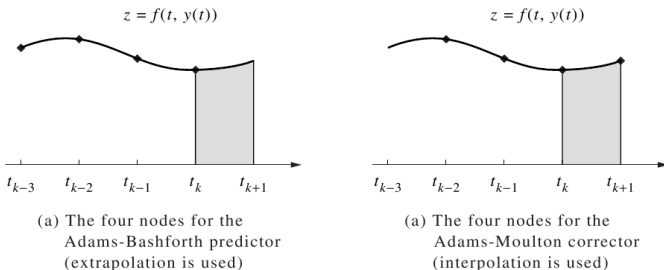 z = f(t, y(t))
t_{k−3} t_{k−2} t_{k−1} t_k t_{k+1}
(a) The four nodes for the
Adams-Bashforth predictor
(extrapolation is used)
z = f(t, y(t))
t_{k−3} t_{k−2} t_{k−1} t_k t_{k+1}
(a) The four nodes for the
Adams-Moulton corrector
(interpolation is used)